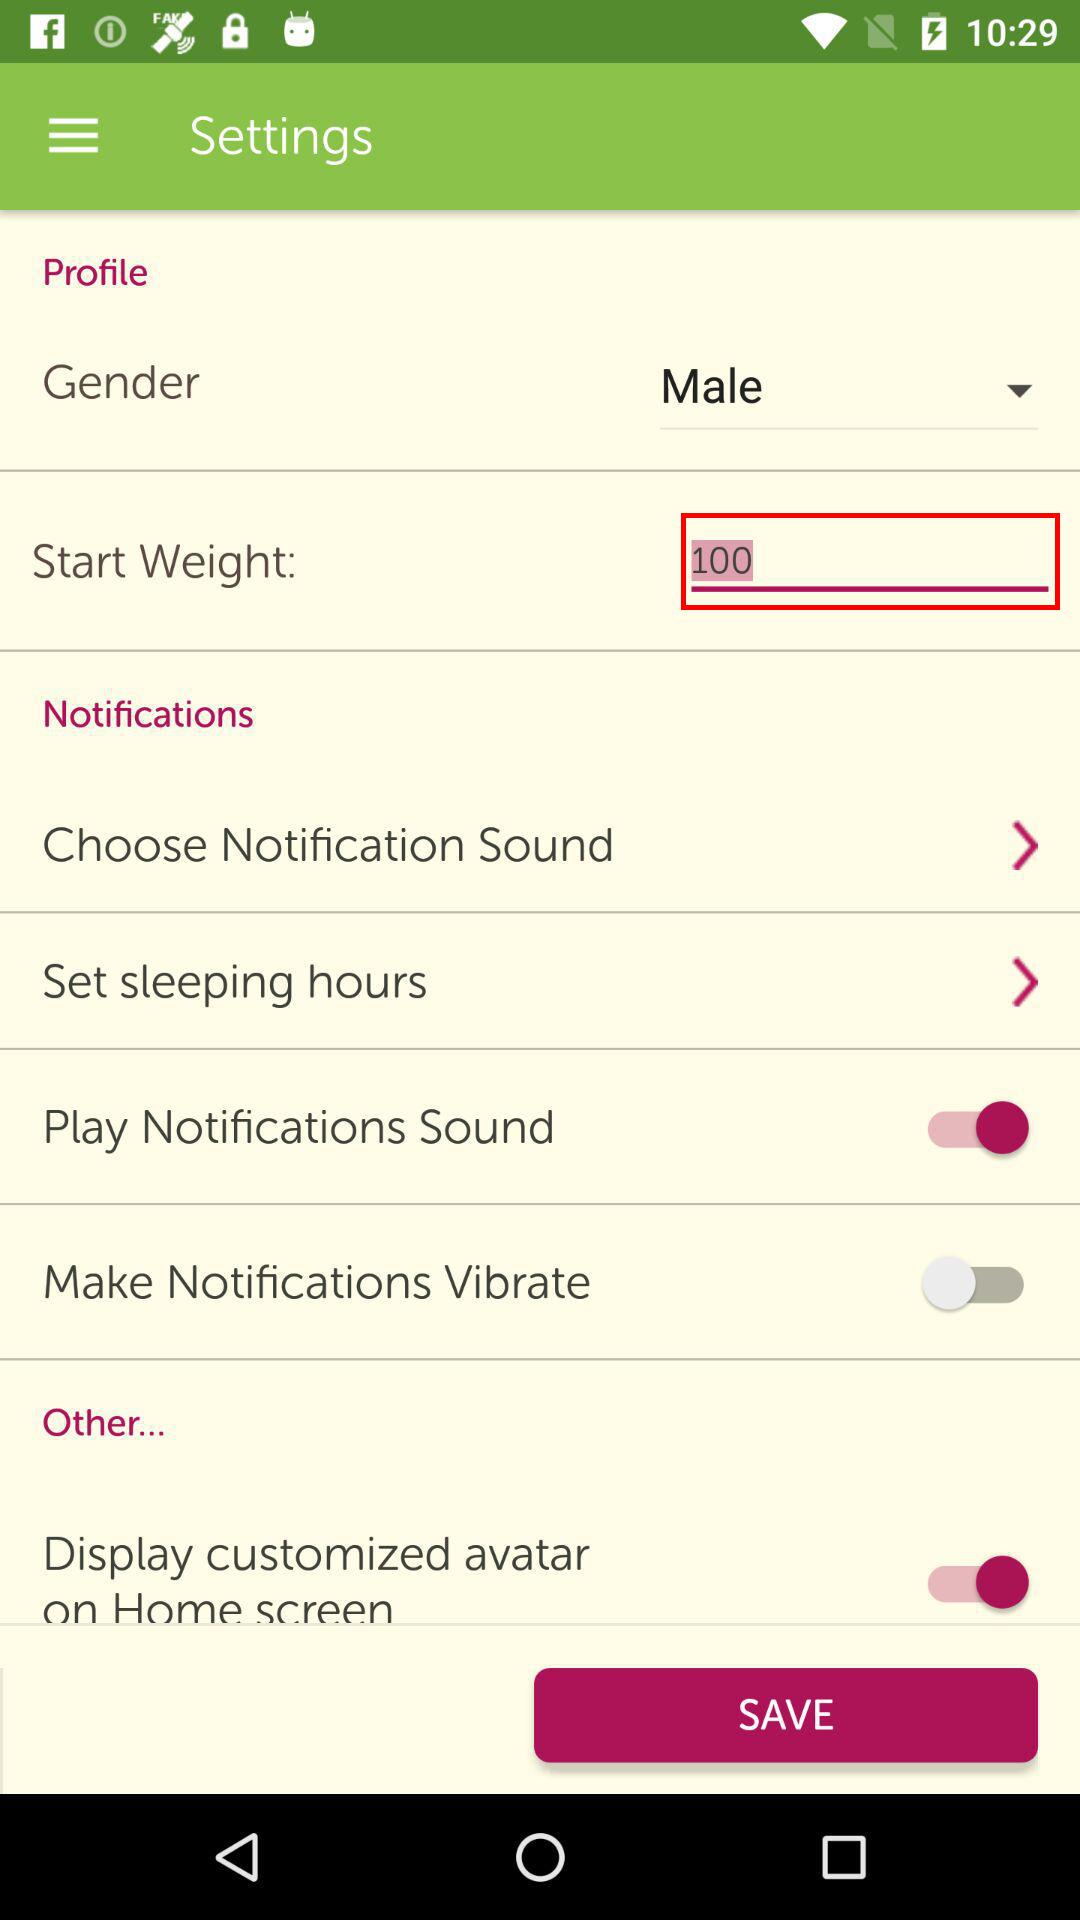 FAKE
10:29
Settings
Profile
Gender
Male
Start Weight:
100
Notifications
Choose Notification Sound
Set sleeping hours
Play Notifications Sound
Make Notifications Vibrate
Other...
Display customized avatar
on Home screen
SAVE